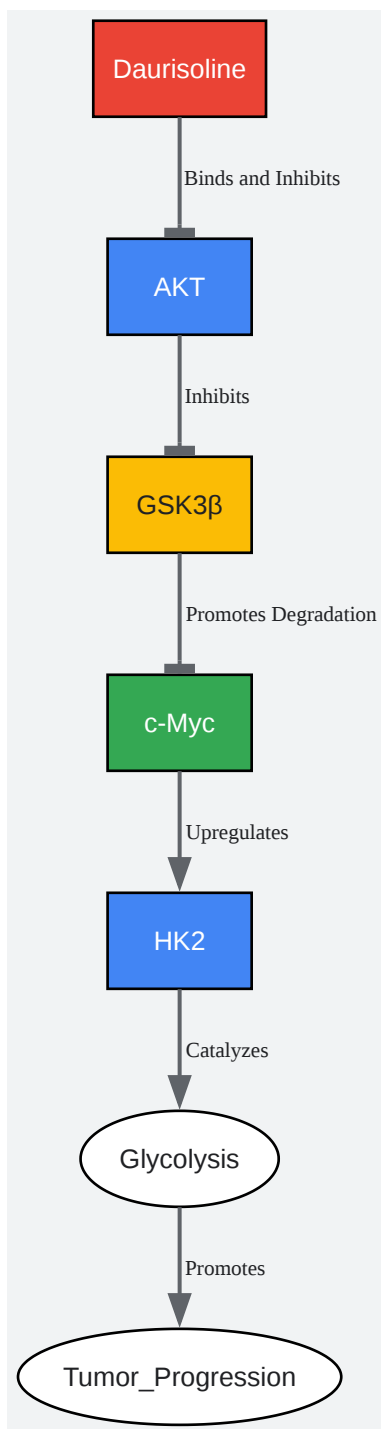 Daurisoline
Binds and Inhibits
AKT
Inhibits
GSK3β
Promotes Degradation
c-Myc
Upregulates
HK2
Catalyzes
Glycolysis
Promotes
Tumor_Progression